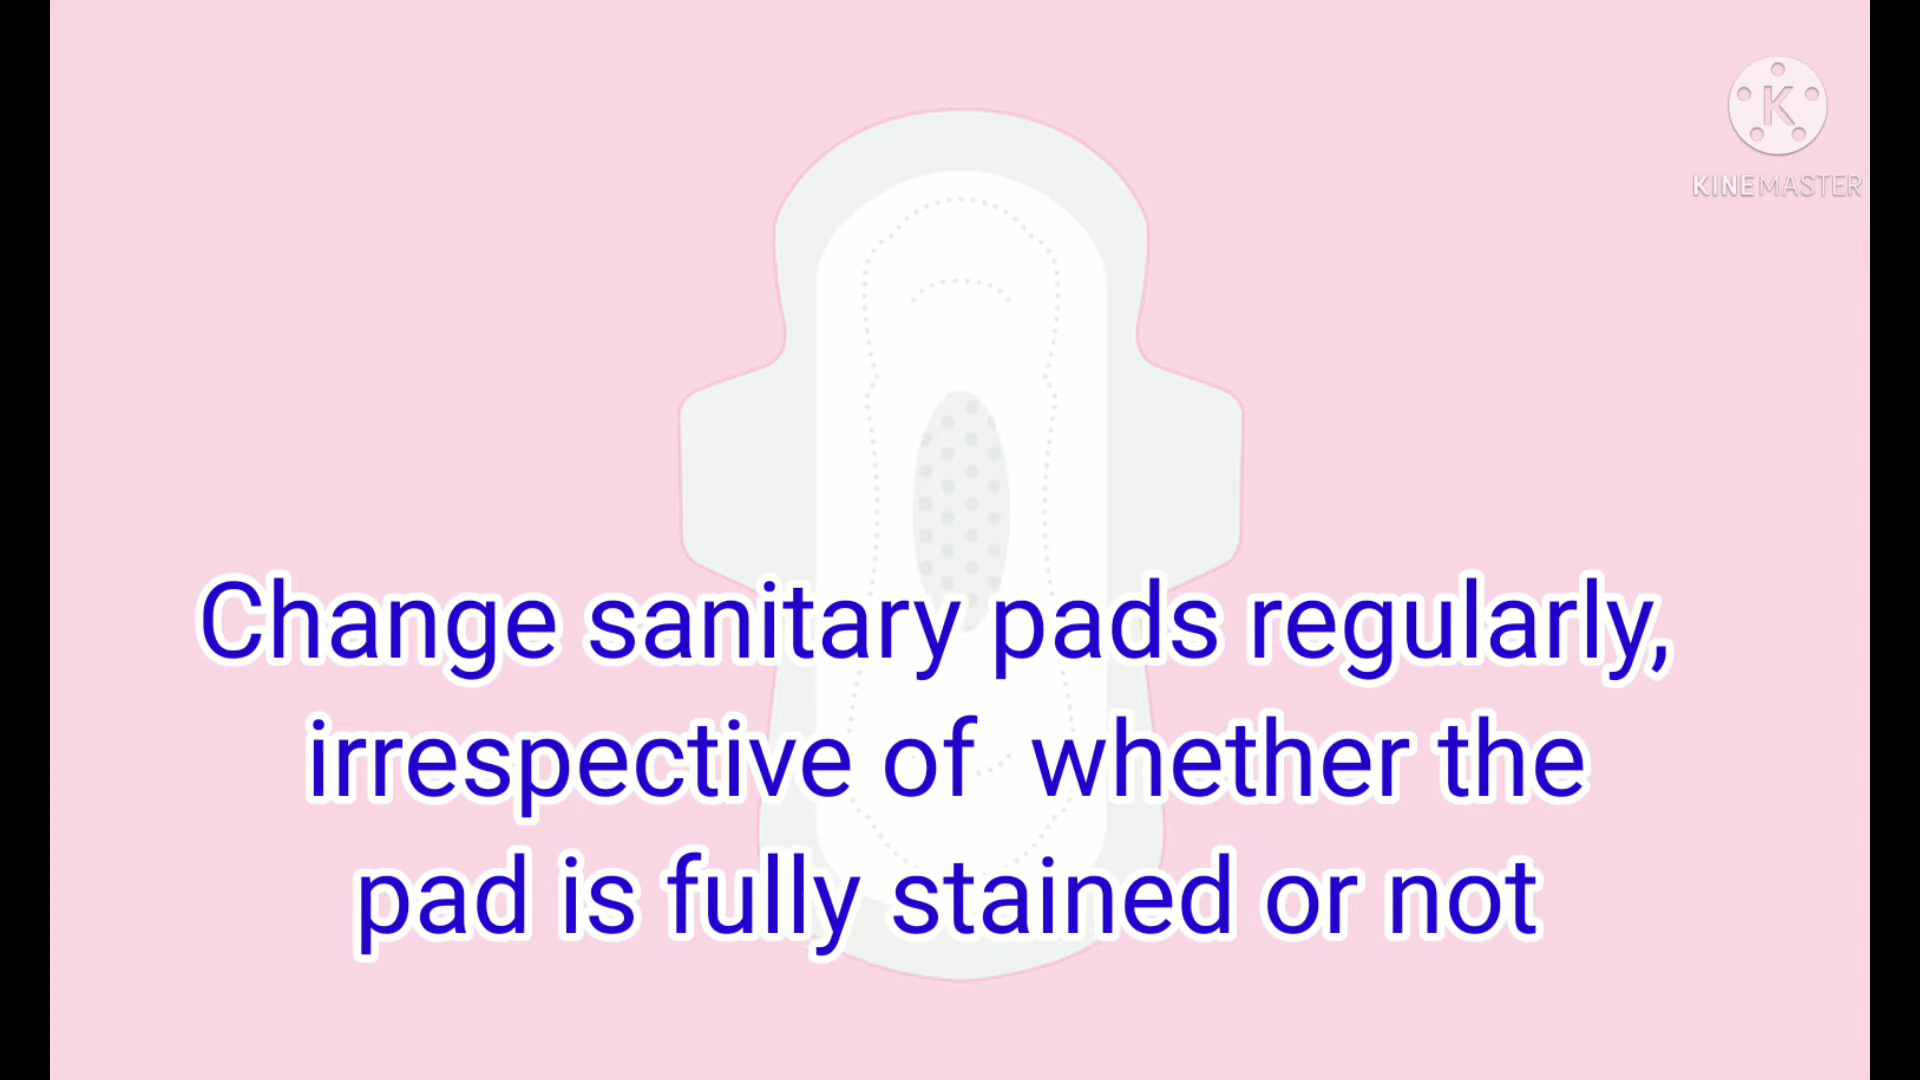 K
KINEMASTER
Change sanitary pads regularly,
irrespective of  whether the
pad is fully stained or not